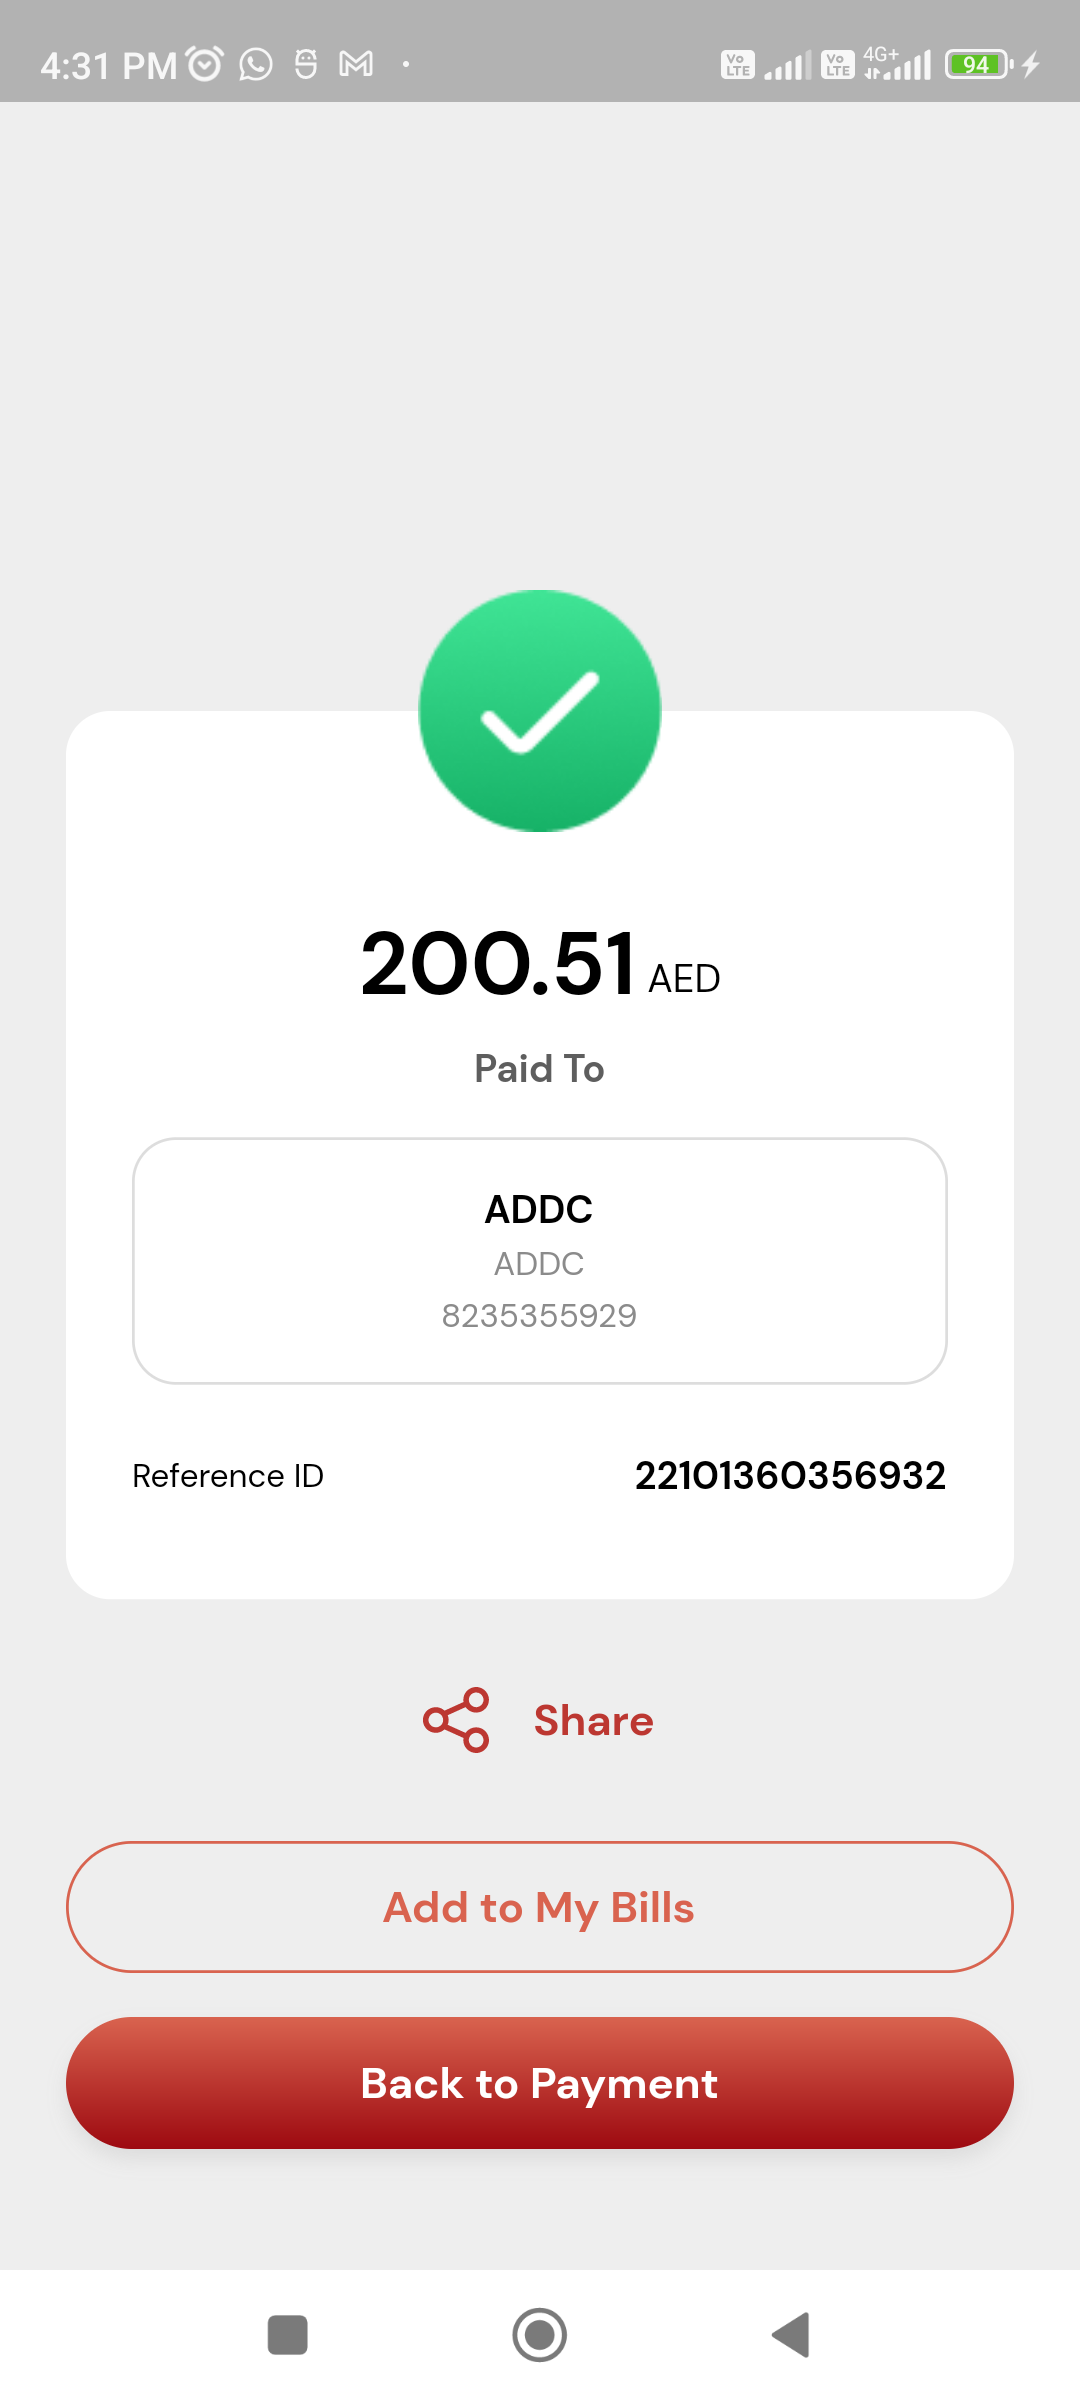 4:31 PM
Vo LTE
Vo LTE
4G+
94
200.51 AED
Paid To
ADDC
ADDC
8235355929
Reference ID 22101360356932
Share
Add to My Bills
Back to Payment